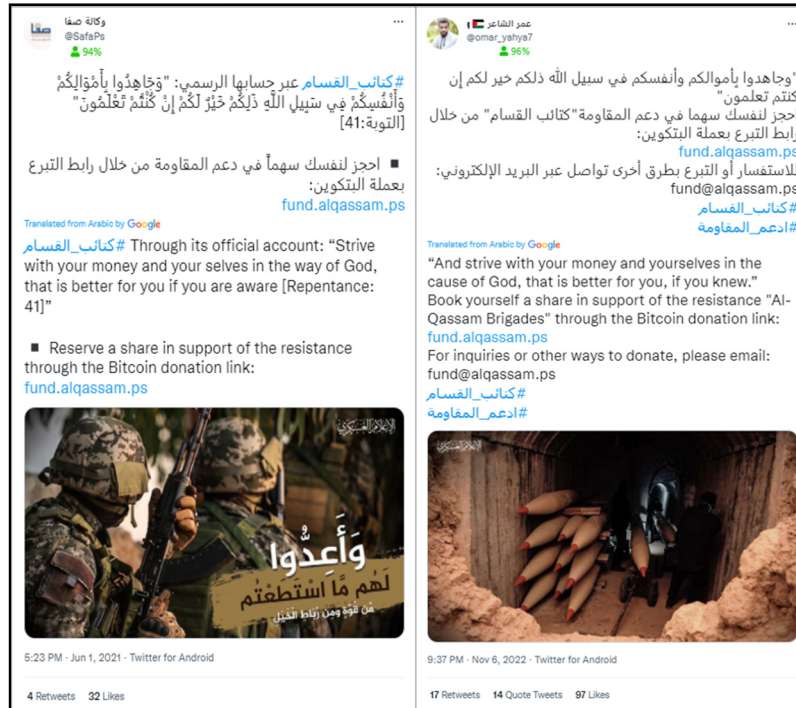 وكالة صفا
@SafaPs
94%
#كتائب_القسام عبر حسابها الرسمي: "وَجَاهِدُوا بِأَمْوَالِكُمْ
وَأَنْفُسِكُمْ فِي سَبِيلِ اللَّهِ ذَلِكُمْ خَيْرٌ لَكُمْ إِنْ كُنْتُمْ تَعْلَمُونَ"
[التوبة:41]
▪ احجز لنفسك سهماً في دعم المقاومة من خلال رابط التبرع
بعملة البتكوين:
fund.alqassam.ps
Translated from Arabic by Google
#كتائب_القسام Through its official account: “Strive
with your money and your selves in the way of God,
that is better for you if you are aware [Repentance:
41]”
▪ Reserve a share in support of the resistance
through the Bitcoin donation link:
fund.alqassam.ps
الإعلام العسكري
وَأَعِدُّوا
لَهُم مَّا اسْتَطَعْتُم
مِّن قُوَّةٍ وَمِن رِّبَاطِ الْخَيْلِ
5:23 PM · Jun 1, 2021 · Twitter for Android
4 Retweets 32 Likes
عمر الشاعر
@omar_yahya7
96%
"وجاهدوا بأموالكم وأنفسكم في سبيل الله ذلكم خير لكم إن
كنتم تعلمون"
احجز لنفسك سهما في دعم المقاومة"كتائب القسام" من خلال
رابط التبرع بعملة البتكوين:
fund.alqassam.ps
للاستفسار أو التبرع بطرق أخرى تواصل عبر البريد الإلكتروني:
fund@alqassam.ps
#كتائب_القسام
#ادعم_المقاومة
Translated from Arabic by Google
“And strive with your money and yourselves in the
cause of God, that is better for you, if you knew.”
Book yourself a share in support of the resistance "Al-
Qassam Brigades" through the Bitcoin donation link:
fund.alqassam.ps
For inquiries or other ways to donate, please email:
fund@alqassam.ps
#كتائب_القسام
#ادعم_المقاومة
الإعلام العسكري
9:37 PM · Nov 6, 2022 · Twitter for Android
17 Retweets 14 Quote Tweets 97 Likes